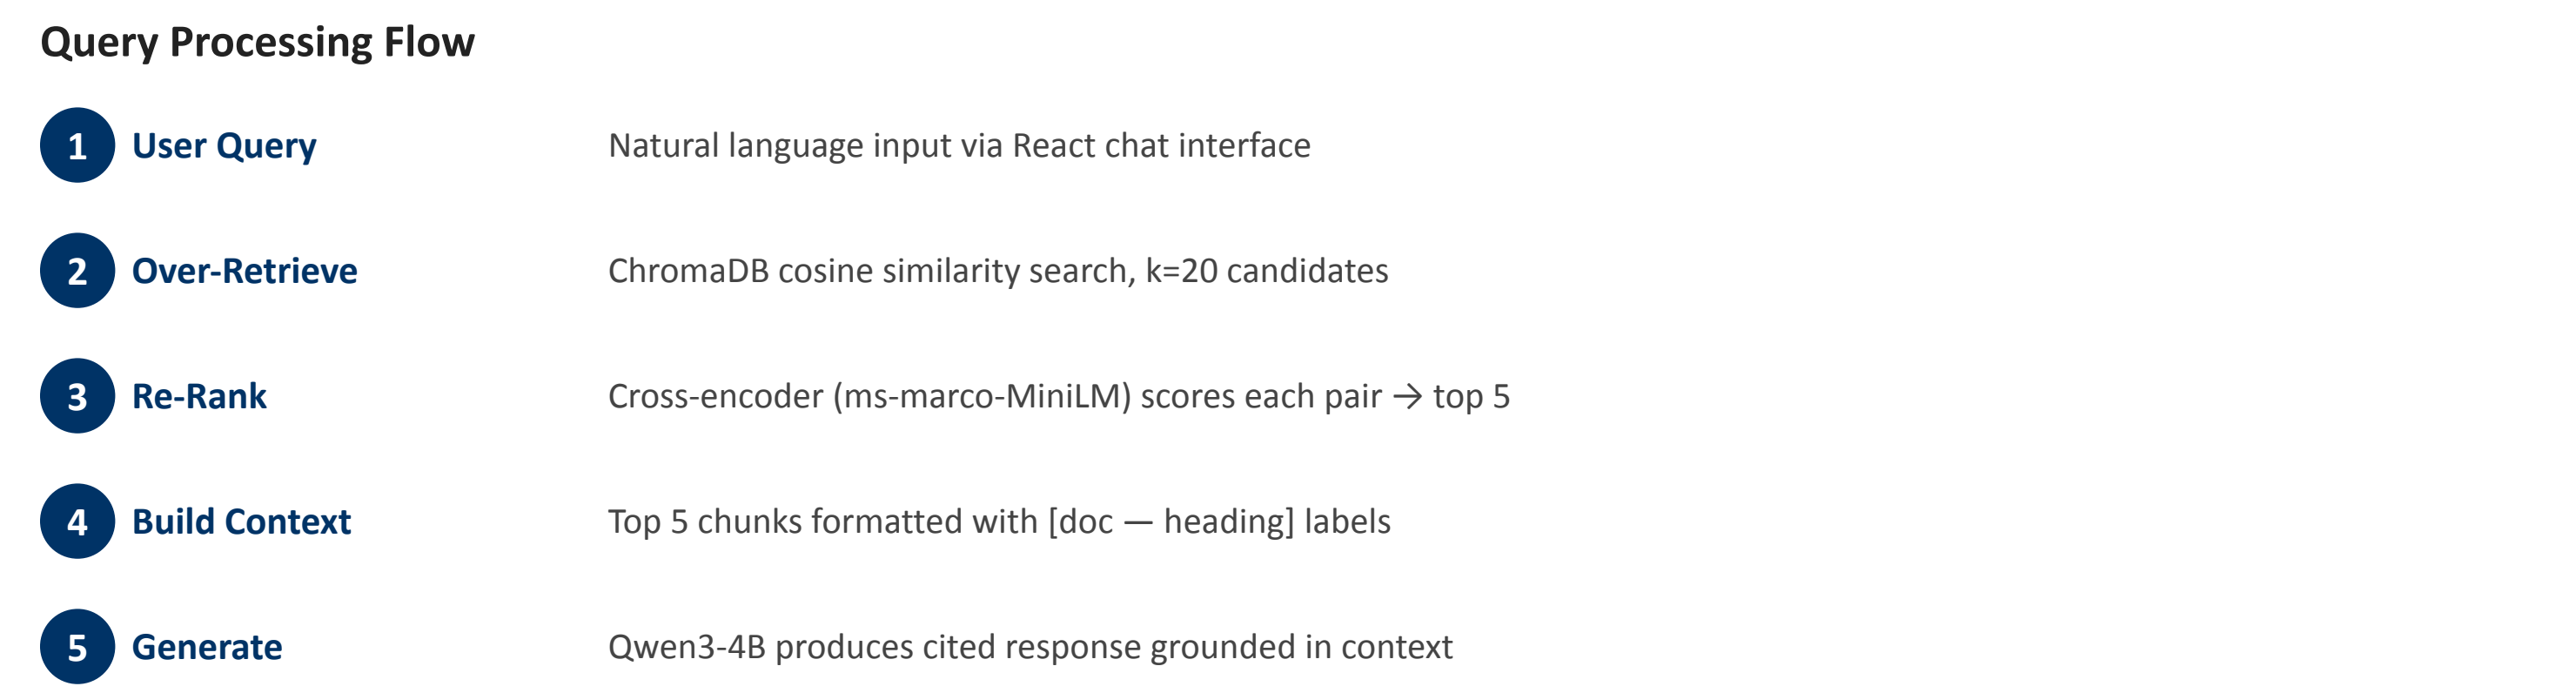 Query Processing Flow
1 User Query Natural language input via React chat interface
2 Over-Retrieve ChromaDB cosine similarity search, k=20 candidates
3 Re-Rank Cross-encoder (ms-marco-MiniLM) scores each pair → top 5
4 Build Context Top 5 chunks formatted with [doc — heading] labels
5 Generate Qwen3-4B produces cited response grounded in context